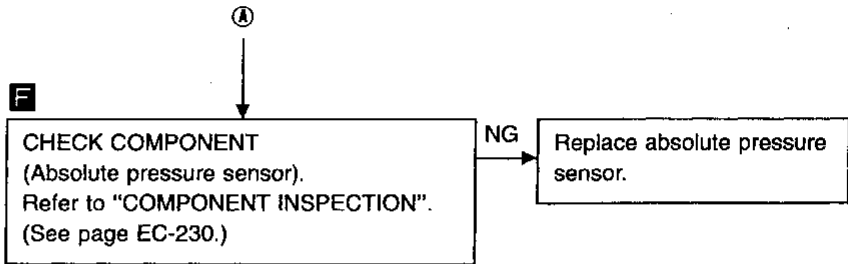 Ⓐ
F
CHECK COMPONENT
(Absolute pressure sensor).
Refer to "COMPONENT INSPECTION".
(See page EC-230.)
NG
Replace absolute pressure
sensor.